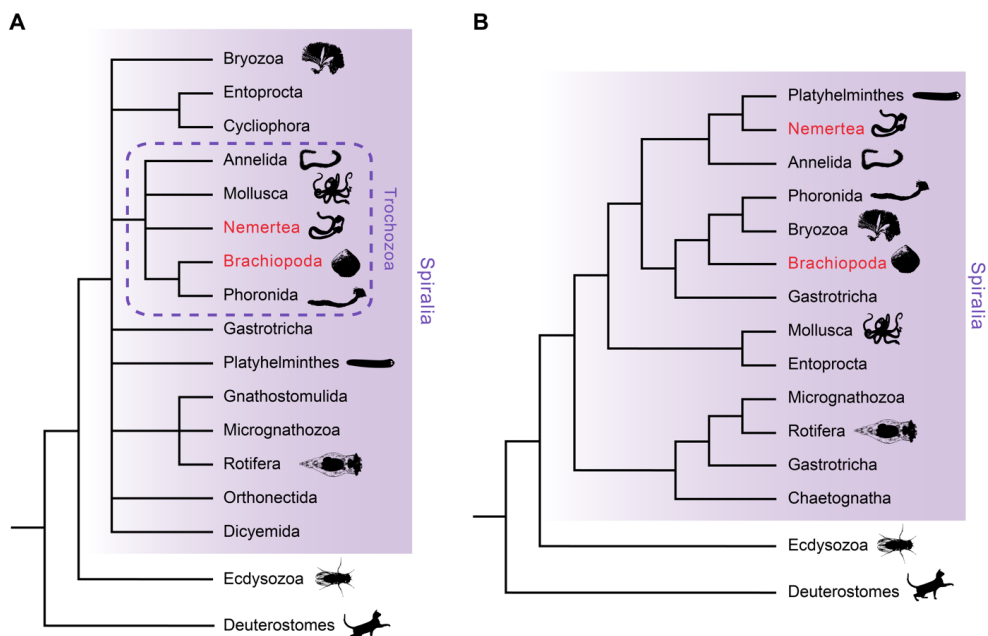 A
Bryozoa
Entoprocta
Cycliophora
Annelida
Mollusca
Nemertea
Brachiopoda
Phoronida
Trochozoa
Gastrotricha
Platyhelminthes
Gnathostomulida
Micrognathozoa
Rotifera
Orthonectida
Dicyemida
Spiralia
Ecdysozoa
Deuterostomes
B
Platyhelminthes
Nemertea
Annelida
Phoronida
Bryozoa
Brachiopoda
Gastrotricha
Mollusca
Entoprocta
Micrognathozoa
Rotifera
Gastrotricha
Chaetognatha
Spiralia
Ecdysozoa
Deuterostomes